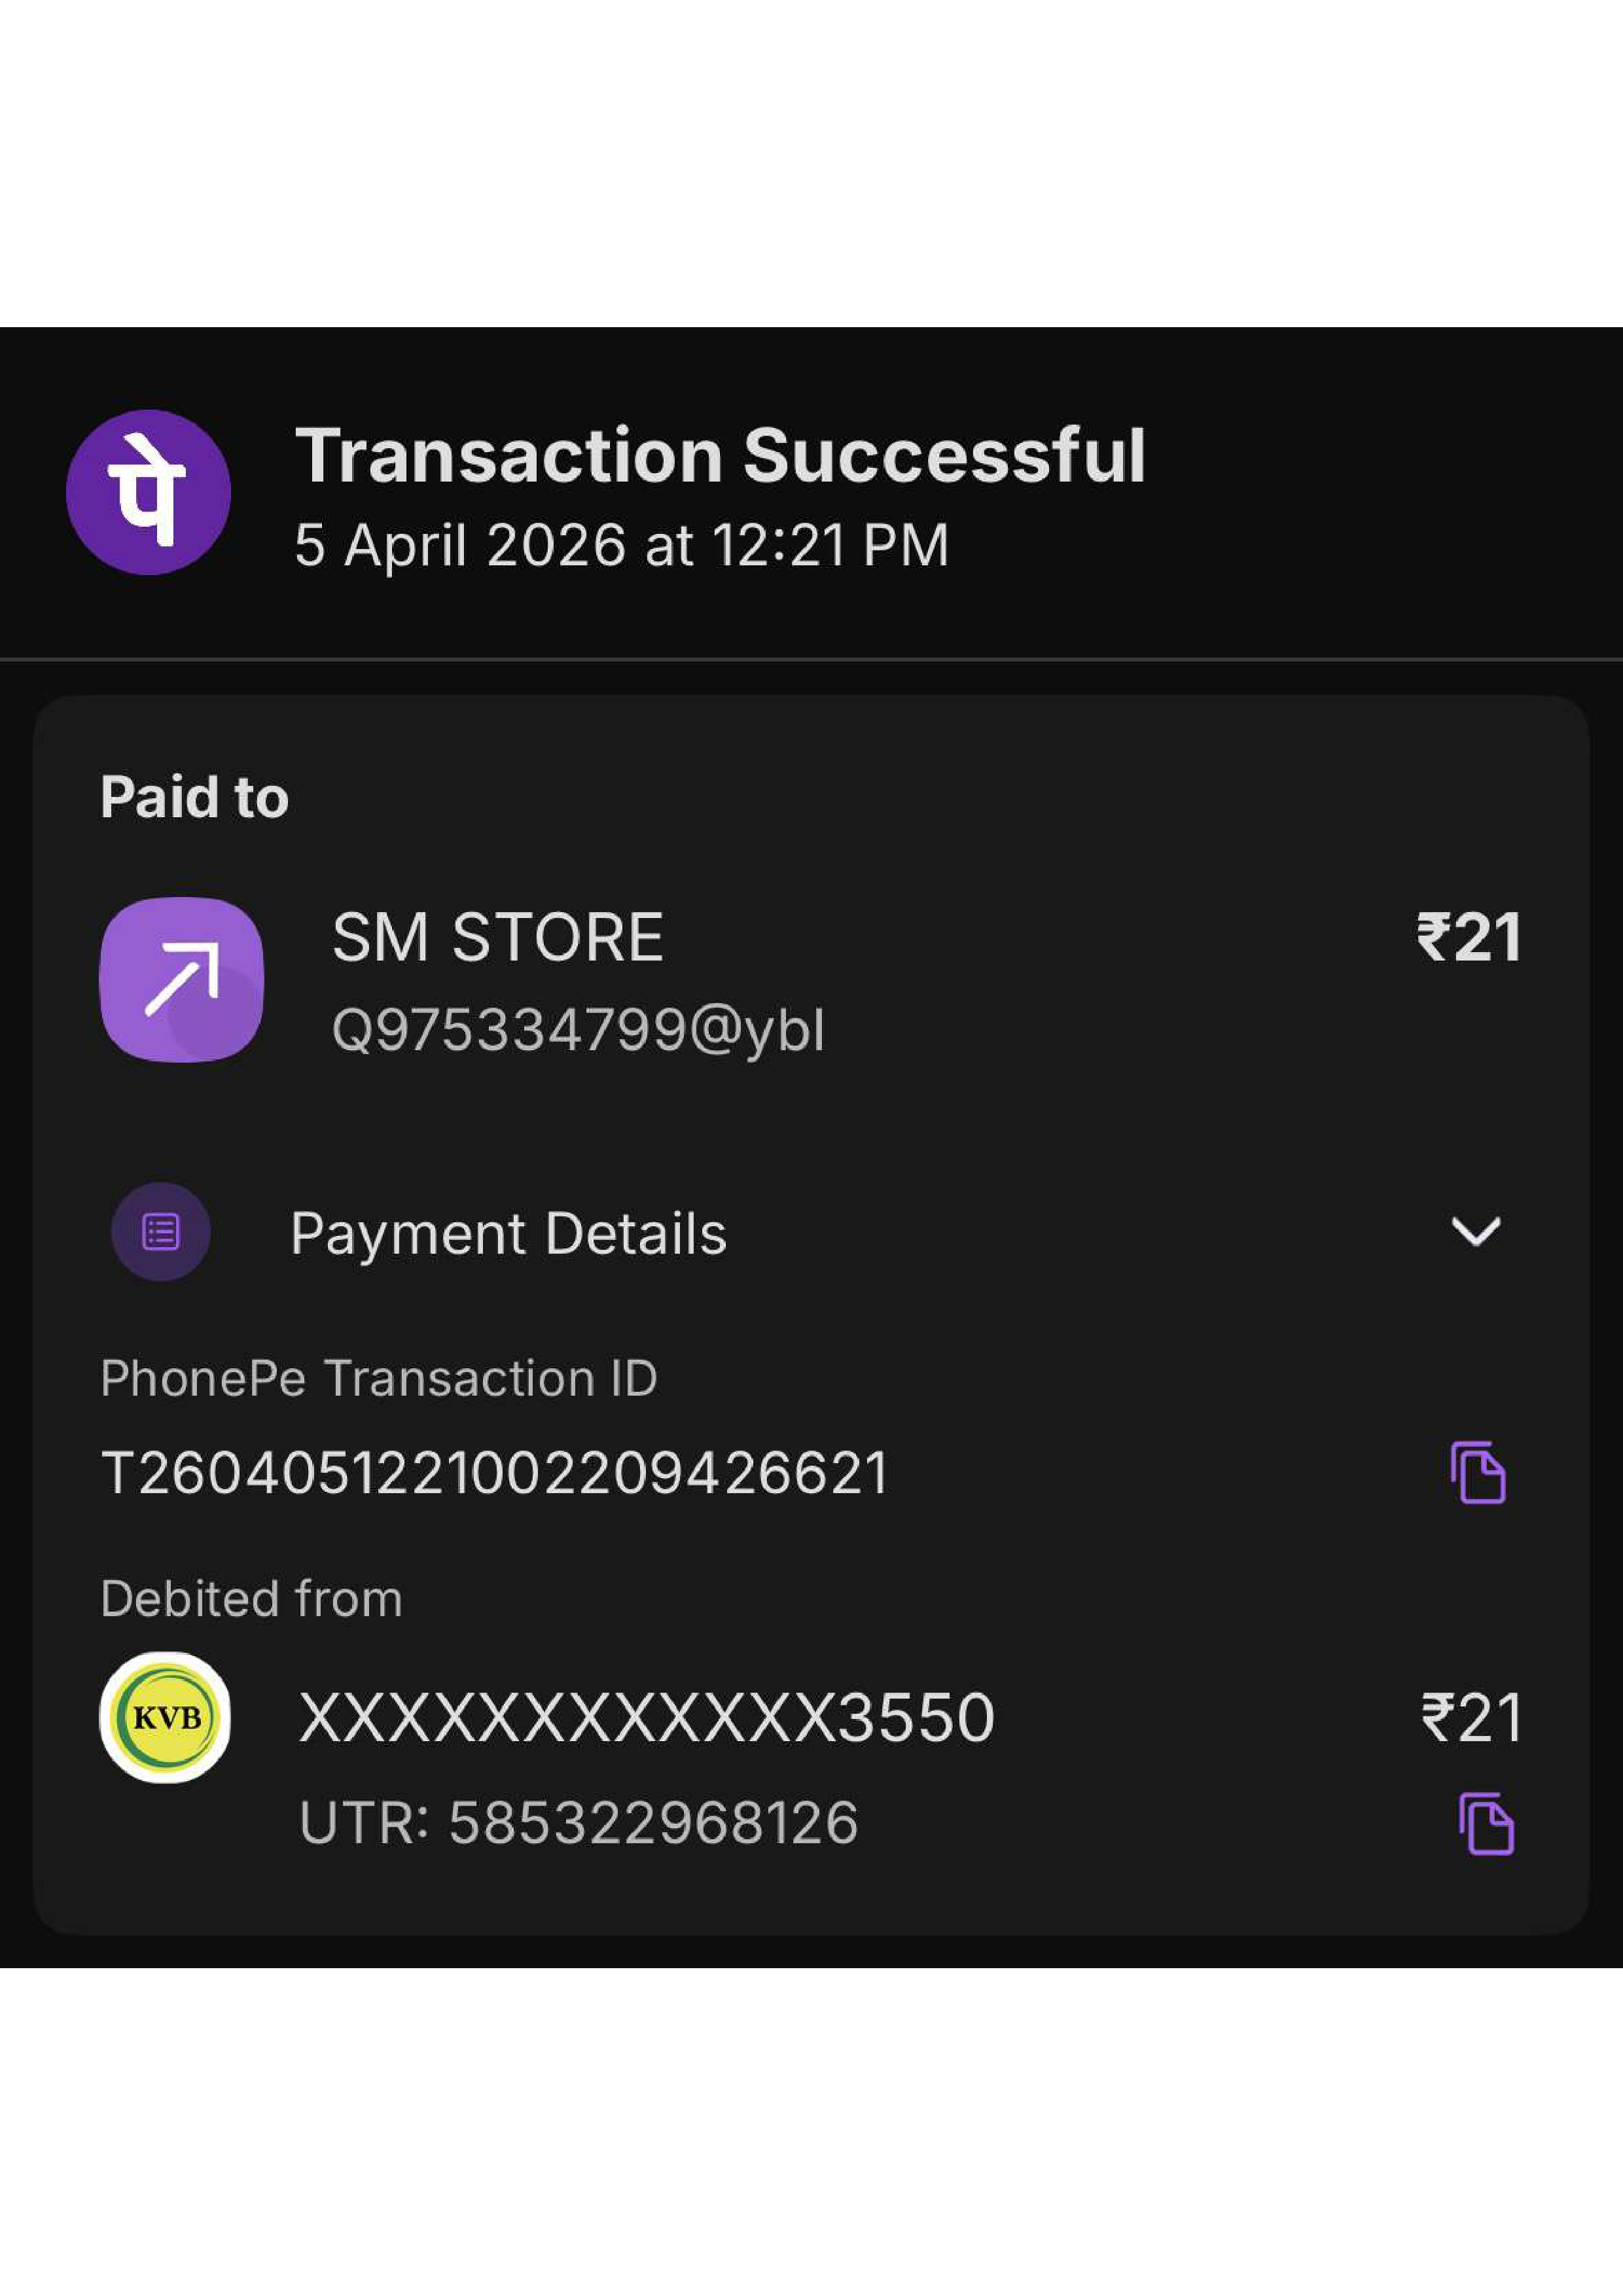 पे
Transaction Successful
5 April 2026 at 12:21 PM
Paid to
SM STORE ₹21
Q975334799@ybl
Payment Details
PhonePe Transaction ID
T2604051221002209426621
Debited from
KVB XXXXXXXXXXXX3550 ₹21
UTR: 585322968126